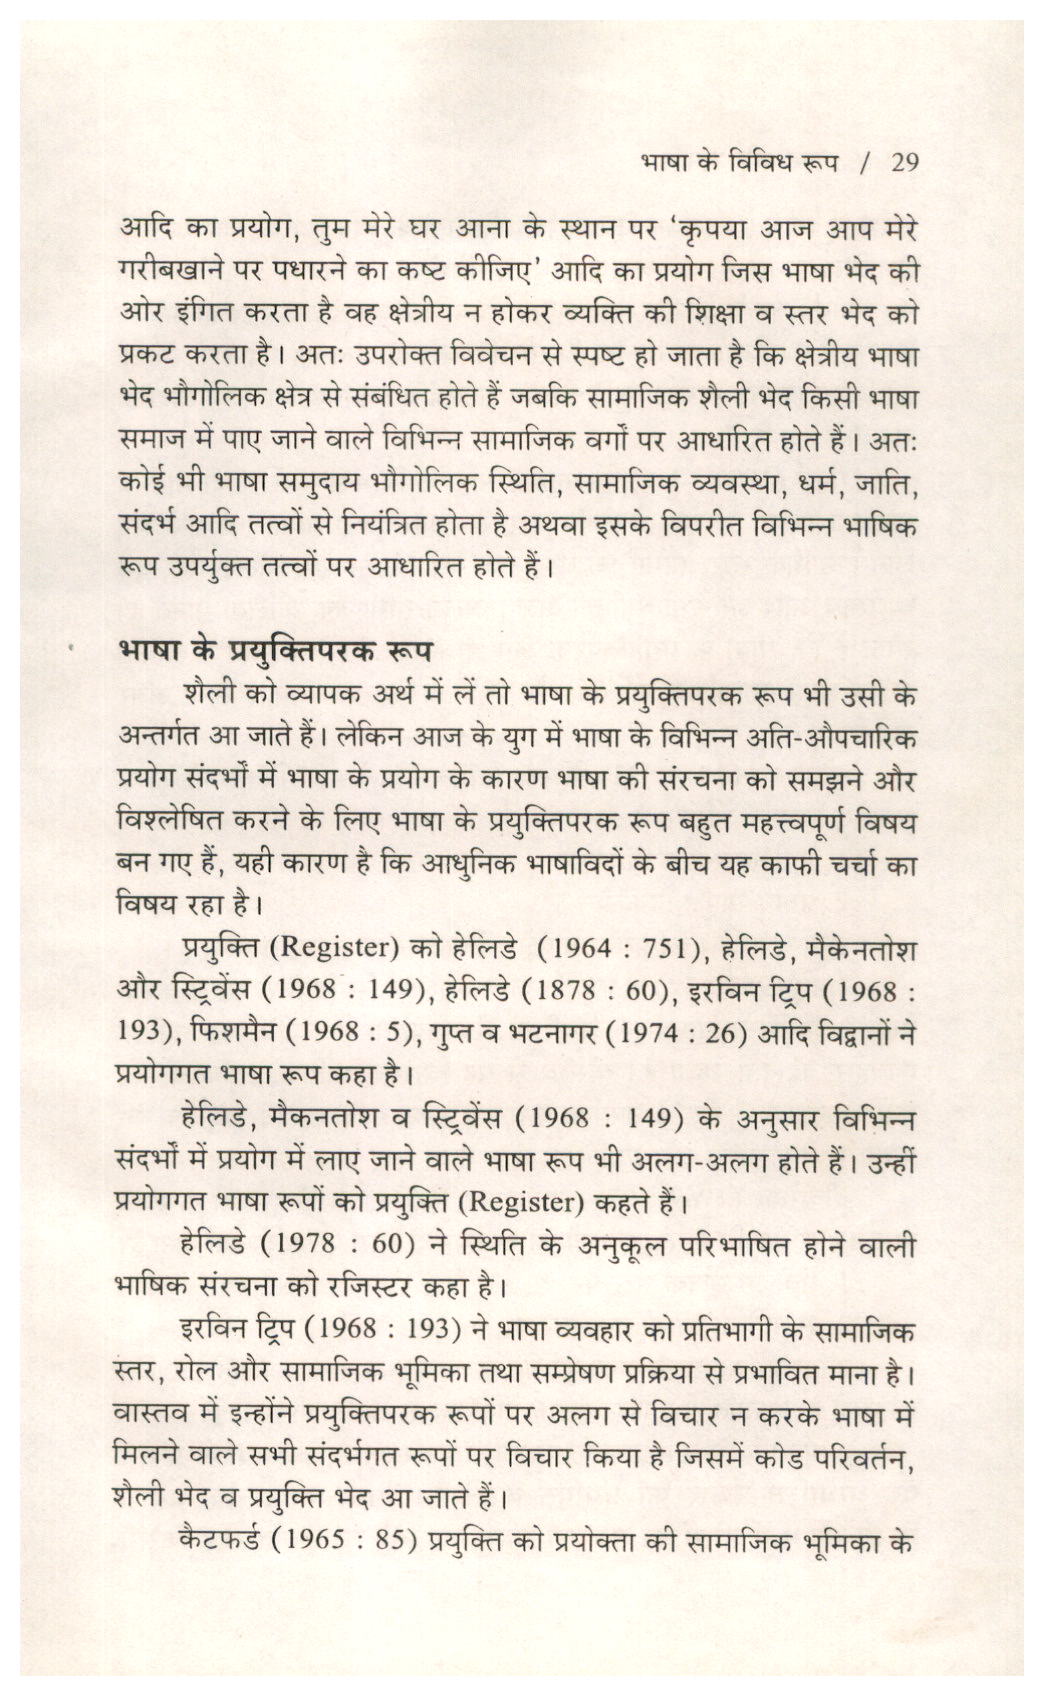 भाषा के विविध रूप / 29
आदि का प्रयोग, तुम मेरे घर आना के स्थान पर ‘कृपया आज आप मेरे
गरीबखाने पर पधारने का कष्ट कीजिए’ आदि का प्रयोग जिस भाषा भेद की
ओर इंगित करता है वह क्षेत्रीय न होकर व्यक्ति की शिक्षा व स्तर भेद को
प्रकट करता है। अतः उपरोक्त विवेचन से स्पष्ट हो जाता है कि क्षेत्रीय भाषा
भेद भौगोलिक क्षेत्र से संबंधित होते हैं जबकि सामाजिक शैली भेद किसी भाषा
समाज में पाए जाने वाले विभिन्न सामाजिक वर्गों पर आधारित होते हैं। अतः
कोई भी भाषा समुदाय भौगोलिक स्थिति, सामाजिक व्यवस्था, धर्म, जाति,
संदर्भ आदि तत्वों से नियंत्रित होता है अथवा इसके विपरीत विभिन्न भाषिक
रूप उपर्युक्त तत्वों पर आधारित होते हैं।
भाषा के प्रयुक्तिपरक रूप
शैली को व्यापक अर्थ में लें तो भाषा के प्रयुक्तिपरक रूप भी उसी के
अन्तर्गत आ जाते हैं। लेकिन आज के युग में भाषा के विभिन्न अति-औपचारिक
प्रयोग संदर्भों में भाषा के प्रयोग के कारण भाषा की संरचना को समझने और
विश्लेषित करने के लिए भाषा के प्रयुक्तिपरक रूप बहुत महत्त्वपूर्ण विषय
बन गए हैं, यही कारण है कि आधुनिक भाषाविदों के बीच यह काफी चर्चा का
विषय रहा है।
प्रयुक्ति (Register) को हेलिडे (1964 : 751), हेलिडे, मैकेनतोश
और स्ट्रिवेंस (1968 : 149), हेलिडे (1878 : 60), इरविन ट्रिप (1968 :
193), फिशमैन (1968 : 5), गुप्त व भटनागर (1974 : 26) आदि विद्वानों ने
प्रयोगगत भाषा रूप कहा है।
हेलिडे, मैकनतोश व स्ट्रिवेंस (1968 : 149) के अनुसार विभिन्न
संदर्भों में प्रयोग में लाए जाने वाले भाषा रूप भी अलग-अलग होते हैं। उन्हीं
प्रयोगगत भाषा रूपों को प्रयुक्ति (Register) कहते हैं।
हेलिडे (1978 : 60) ने स्थिति के अनुकूल परिभाषित होने वाली
भाषिक संरचना को रजिस्टर कहा है।
इरविन ट्रिप (1968 : 193) ने भाषा व्यवहार को प्रतिभागी के सामाजिक
स्तर, रोल और सामाजिक भूमिका तथा सम्प्रेषण प्रक्रिया से प्रभावित माना है।
वास्तव में इन्होंने प्रयुक्तिपरक रूपों पर अलग से विचार न करके भाषा में
मिलने वाले सभी संदर्भगत रूपों पर विचार किया है जिसमें कोड परिवर्तन,
शैली भेद व प्रयुक्ति भेद आ जाते हैं।
कैटफर्ड (1965 : 85) प्रयुक्ति को प्रयोक्ता की सामाजिक भूमिका के